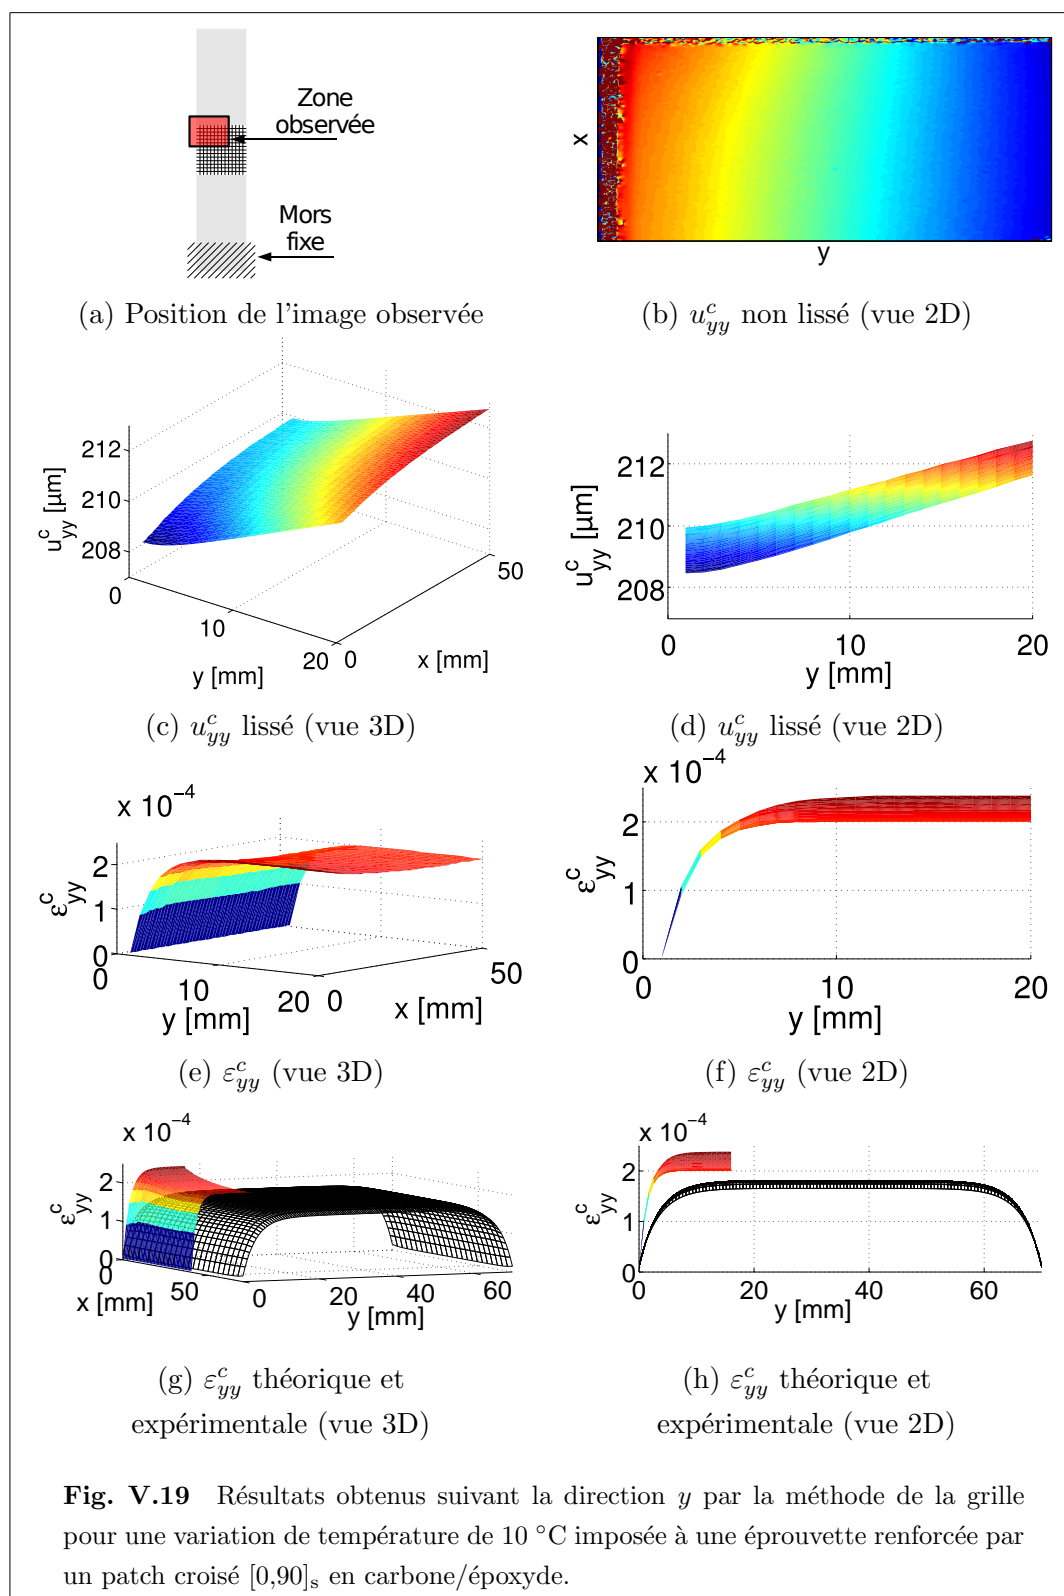 Zone
observée
Mors
fixe
x
y
(a) Position de l'image observée
(b) u^c_yy non lissé (vue 2D)
212
210
208
u^c_yy [µm]
0
10
20
y [mm]
0
50
x [mm]
212
210
208
u^c_yy [µm]
0
10
20
y [mm]
(c) u^c_yy lissé (vue 3D)
(d) u^c_yy lissé (vue 2D)
x 10^−4
2
1
0
ε^c_yy
0
10
20
y [mm]
0
50
x [mm]
x 10^−4
2
1
0
ε^c_yy
0
10
20
y [mm]
(e) ε^c_yy (vue 3D)
(f) ε^c_yy (vue 2D)
x 10^−4
2
1
0
ε^c_yy
0
50
x [mm]
0
20
40
60
y [mm]
x 10^−4
2
1
0
ε^c_yy
0
20
40
60
y [mm]
(g) ε^c_yy théorique et
expérimentale (vue 3D)
(h) ε^c_yy théorique et
expérimentale (vue 2D)
Fig. V.19 Résultats obtenus suivant la direction y par la méthode de la grille
pour une variation de température de 10 °C imposée à une éprouvette renforcée par
un patch croisé [0,90]_s en carbone/époxyde.